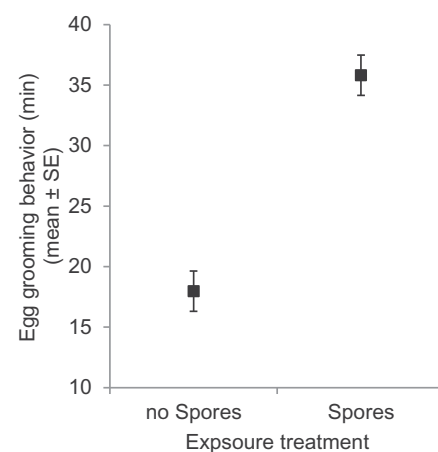 Egg grooming behavior (min)
(mean ± SE)
40
35
30
25
20
15
10
no Spores
Spores
Expsoure treatment